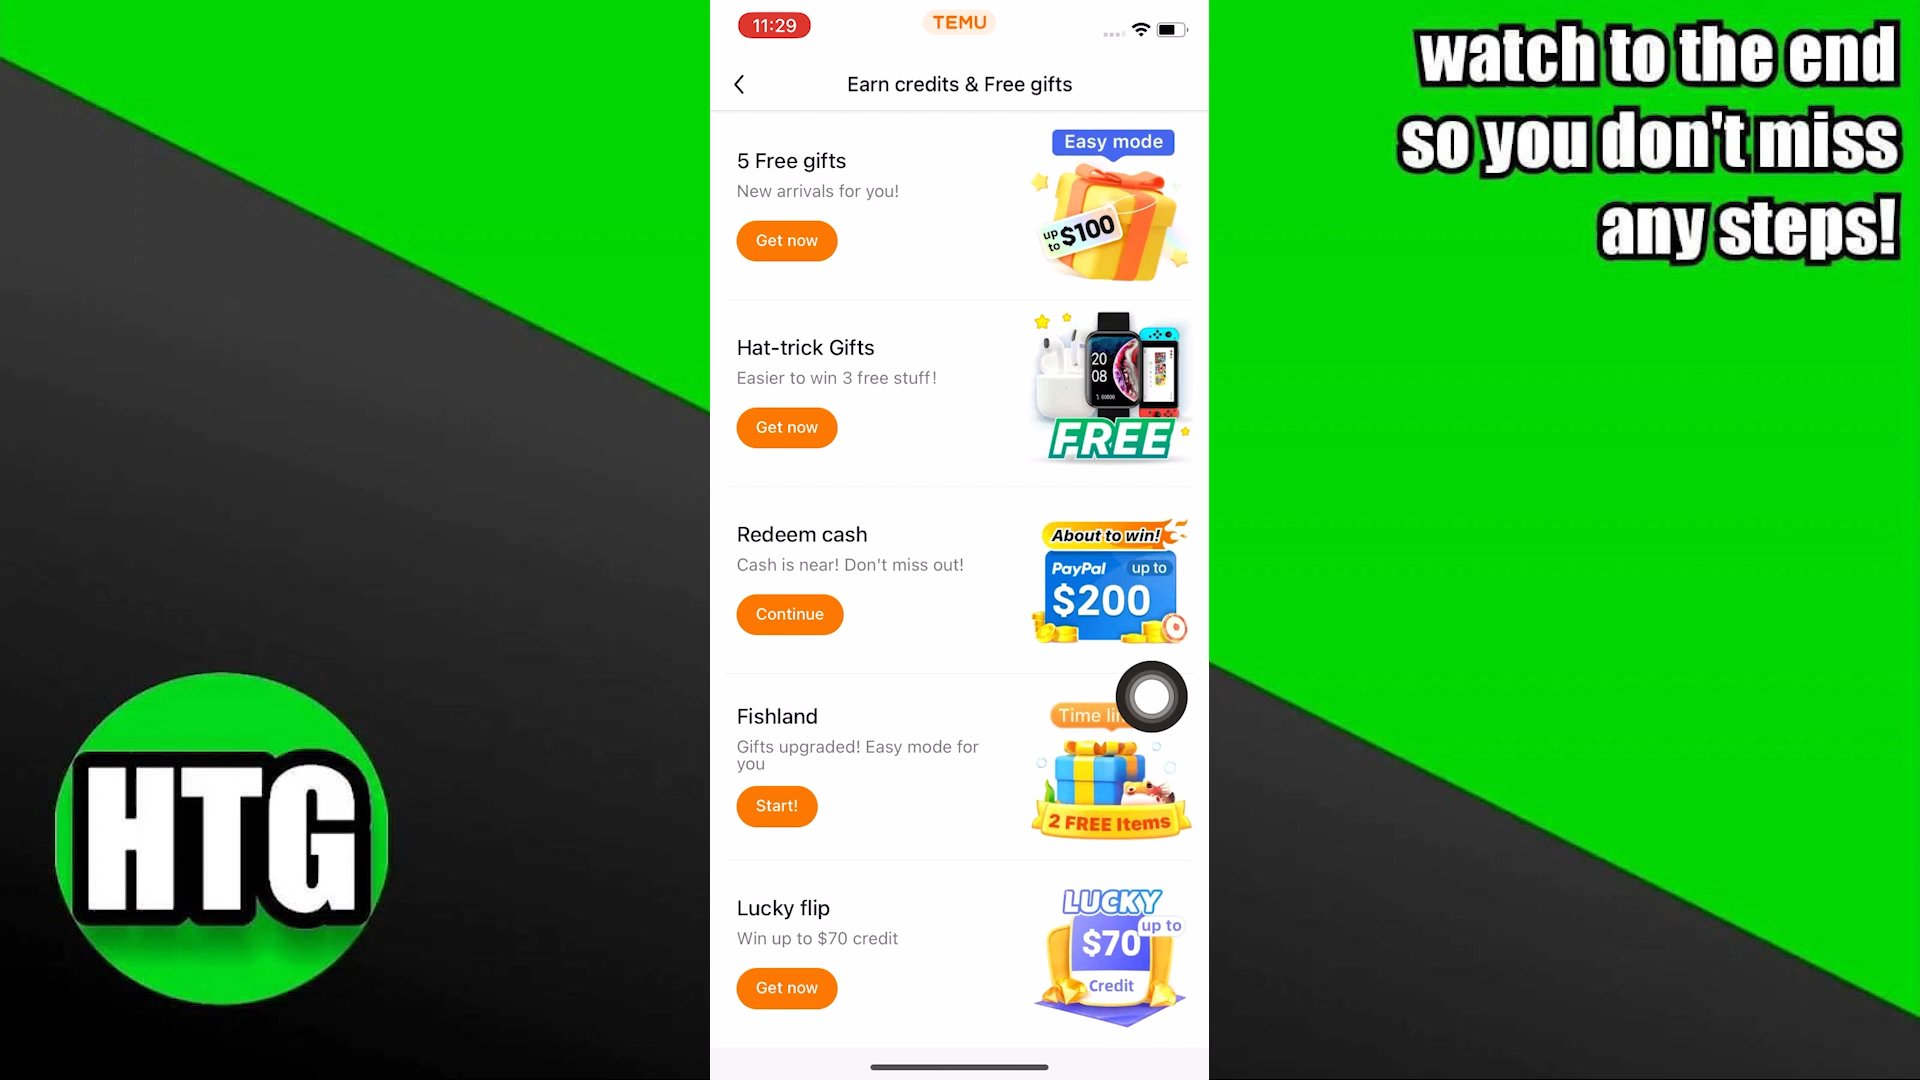 11:29
TEMU
watch to the end
so you don't miss
any steps!
Earn credits & Free gifts
5 Free gifts
New arrivals for you!
Get now
Easy mode
up to $100
Hat-trick Gifts
Easier to win 3 free stuff!
Get now
20
08
FREE
Redeem cash
Cash is near! Don't miss out!
Continue
About to win!
PayPal up to
$200
Fishland
Gifts upgraded! Easy mode for
you
Start!
Time
2 FREE Items
Lucky flip
Win up to $70 credit
Get now
LUCKY
up to
$70
Credit
HTG